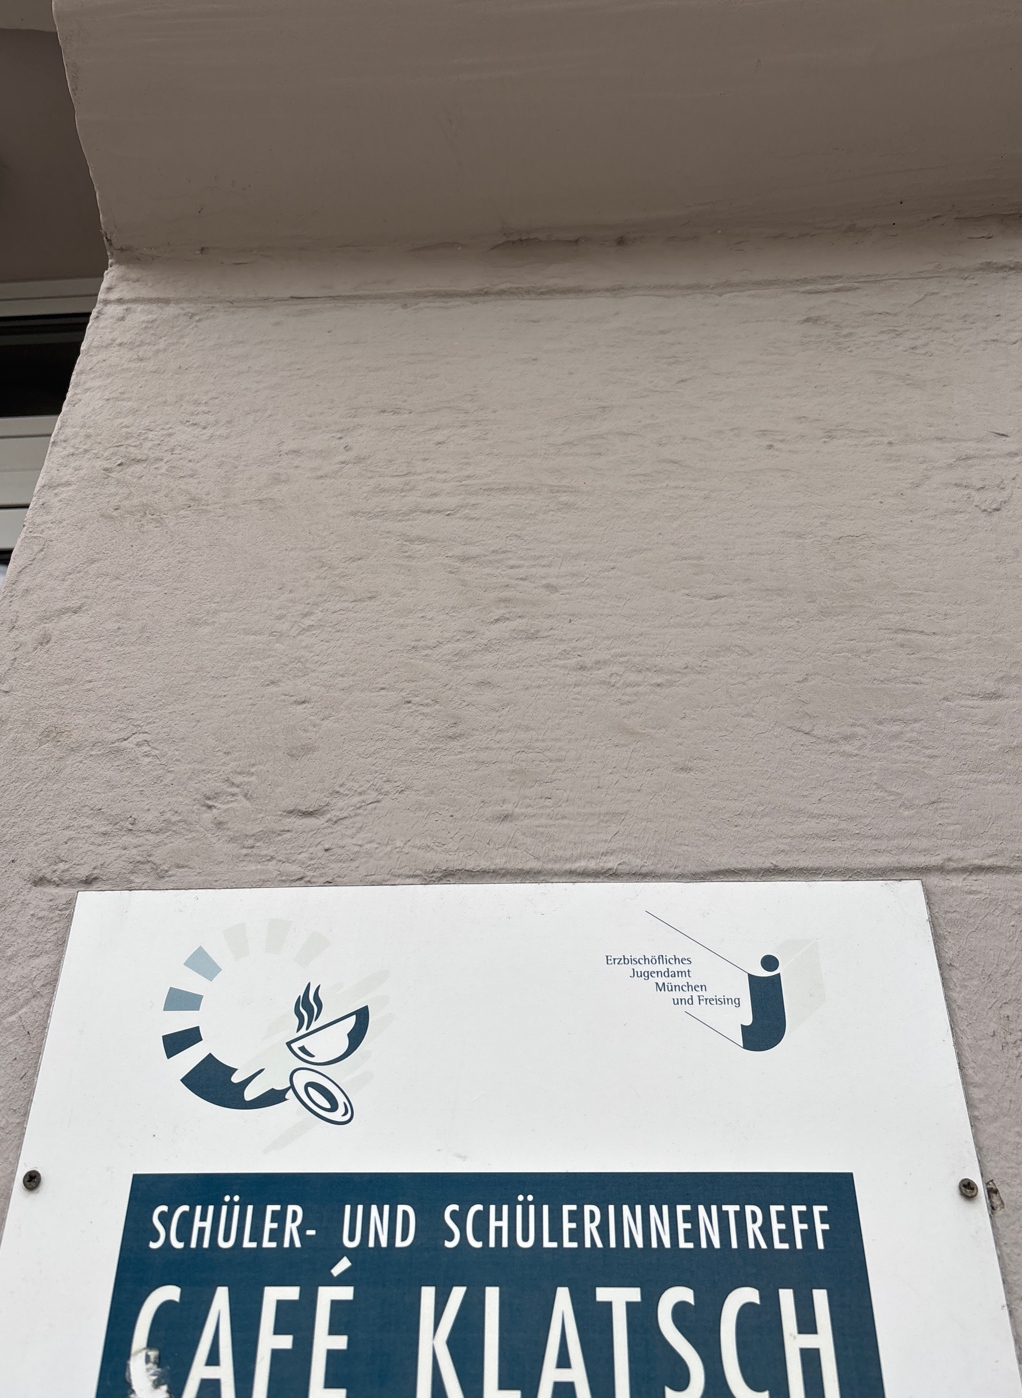 Erzbischöfliches
Jugendamt
München
und Freising
SCHÜLER- UND SCHÜLERINNENTREFF
CAFÉ KLATSCH